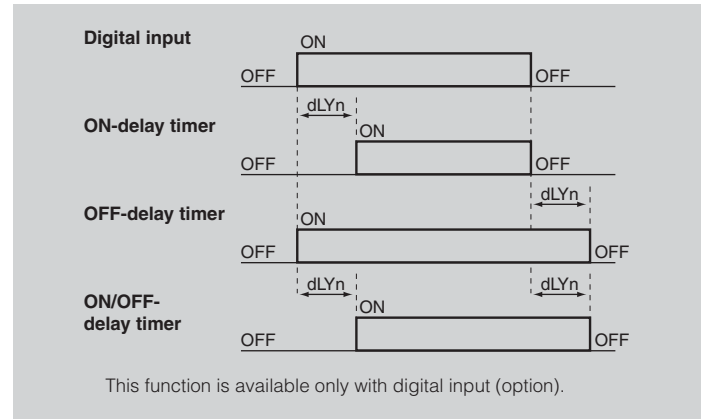 Digital input
ON
OFF
OFF
dLYn
ON-delay timer
ON
OFF
OFF
dLYn
OFF-delay timer
ON
OFF
OFF
dLYn
dLYn
ON/OFF-
delay timer
ON
OFF
OFF
This function is available only with digital input (option).